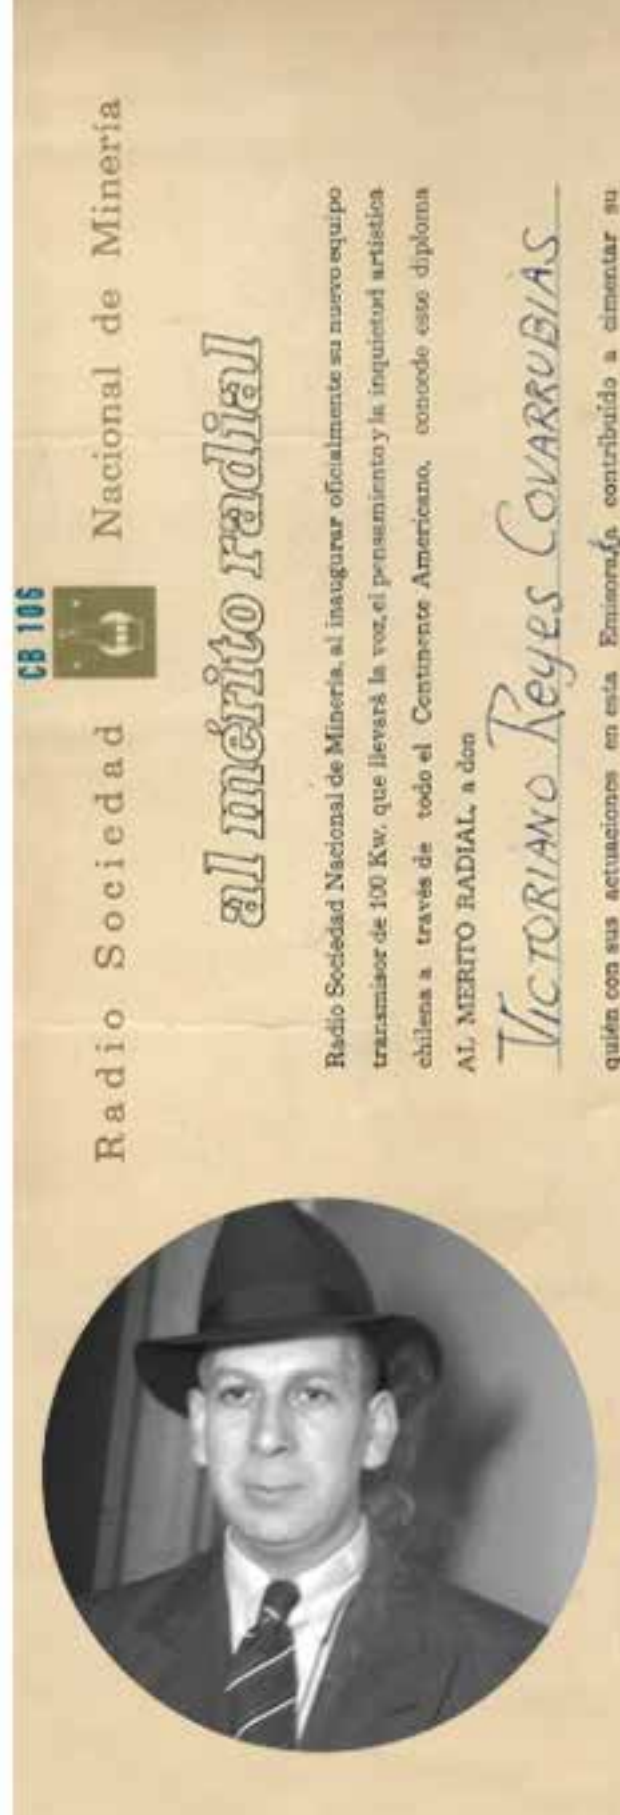 CB 106
Radio Sociedad Nacional de Minería
al mérito radial
Radio Sociedad Nacional de Minería, al inaugurar oficialmente su nuevo equipo
transmisor de 100 Kw. que llevará la voz, el pensamiento y la inquietud artística
chilena a través de todo el Continente Americano, concede este diploma
AL MERITO RADIAL, a don
VICTORIANO Reyes COVARRUBIAS
quién con sus actuaciones en esta Emisora, a contribuído a cimentar su